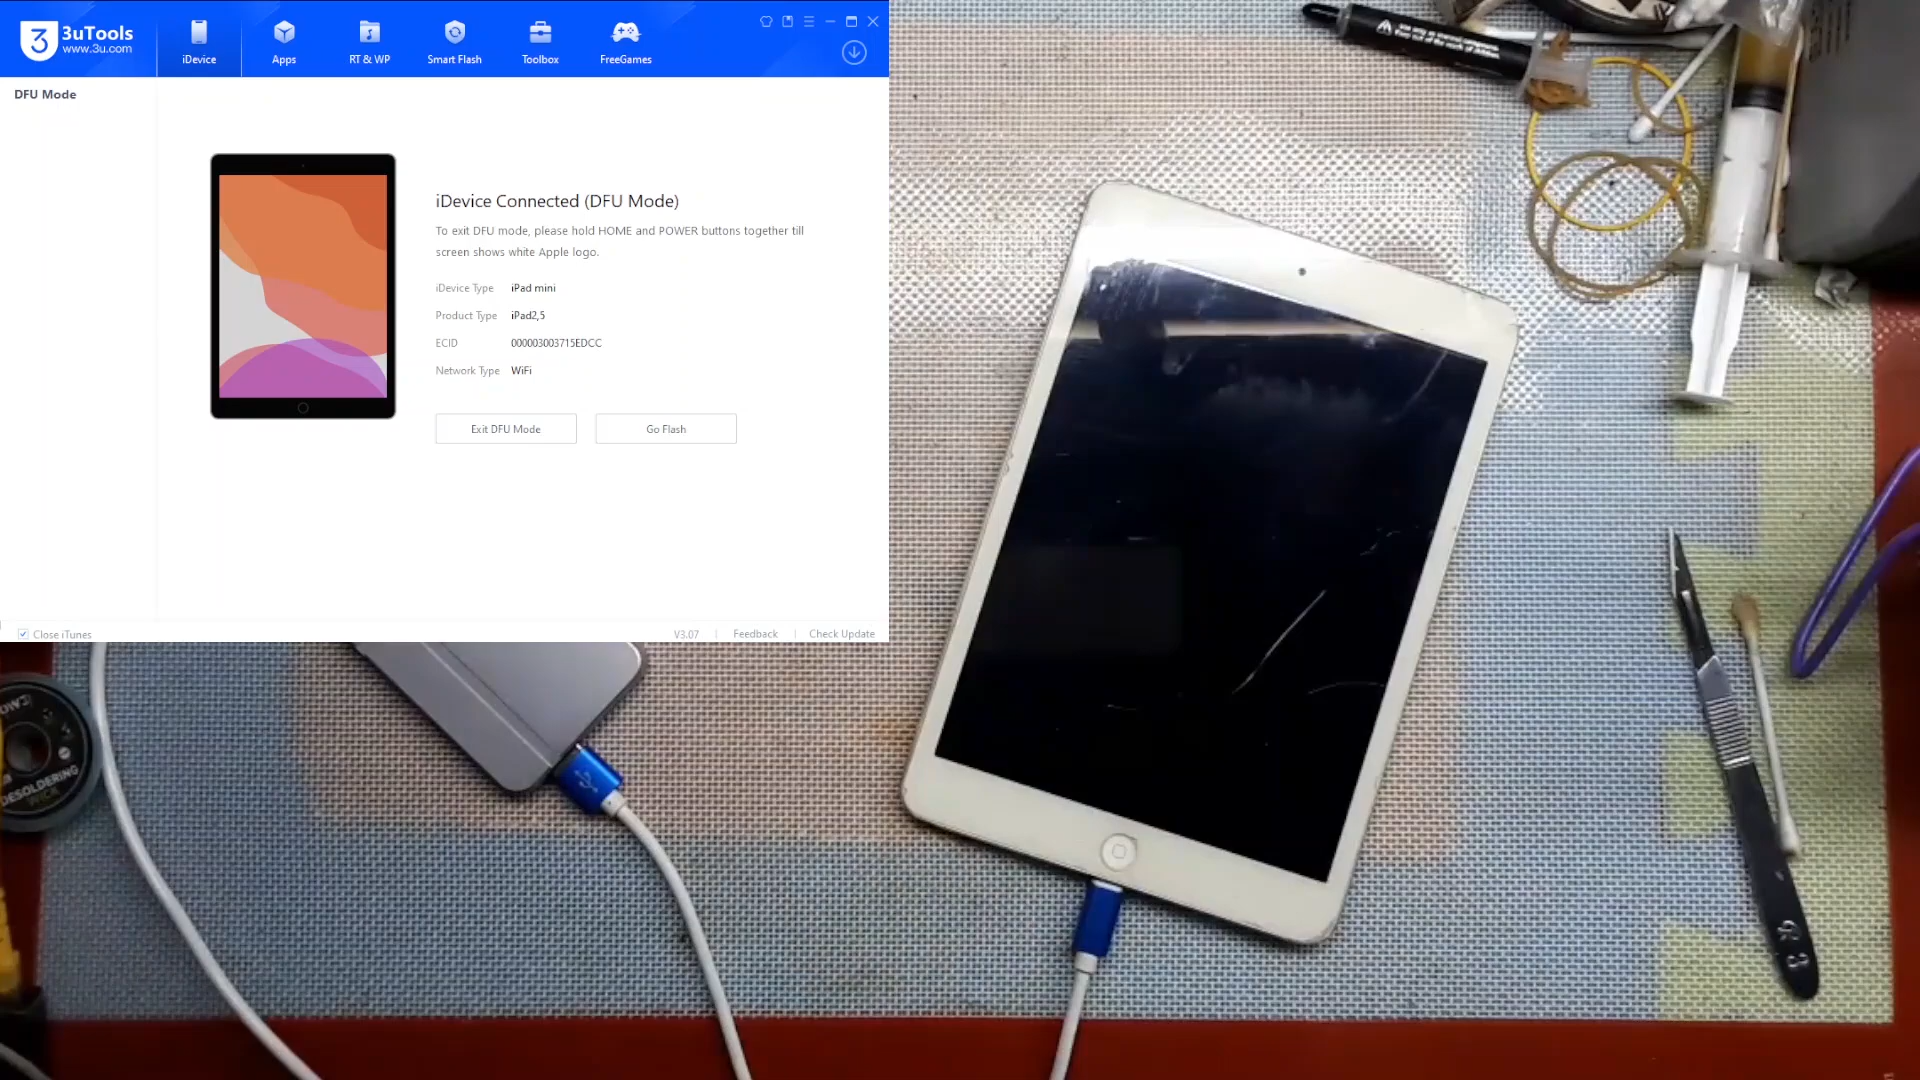 3uTools
www.3u.com
iDevice
Apps
RT & WP
Smart Flash
Toolbox
FreeGames
DFU Mode
iDevice Connected (DFU Mode)
To exit DFU mode, please hold HOME and POWER buttons together till
screen shows white Apple logo.
iDevice Type iPad mini
Product Type iPad2,5
ECID 000003003715EDCC
Network Type WiFi
Exit DFU Mode
Go Flash
Close iTunes
V3.07
Feedback
Check Update
DESOLDERING
WICK